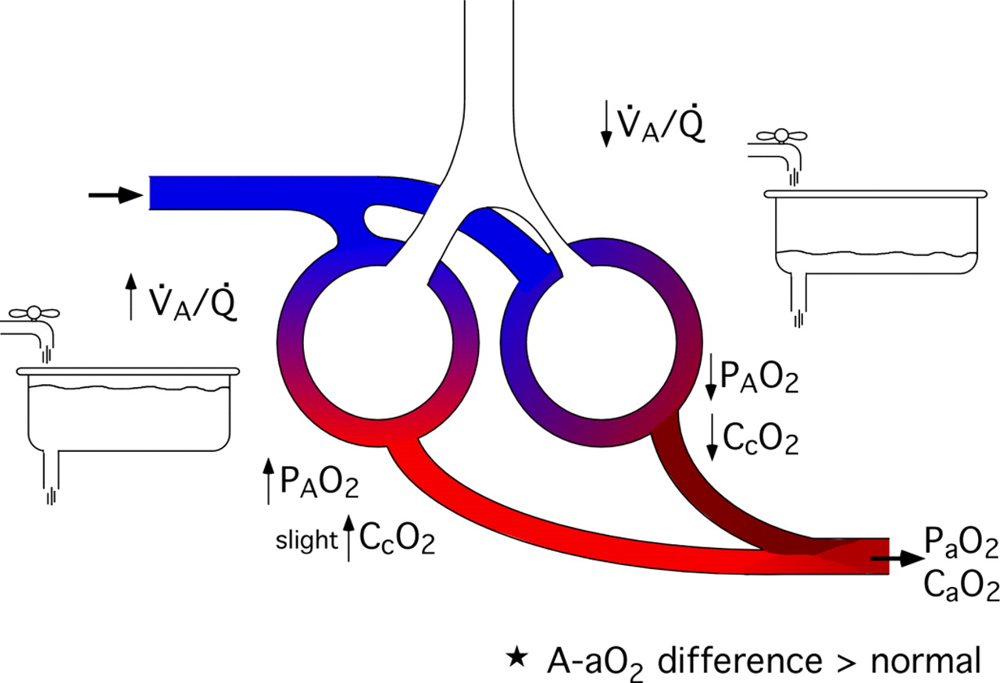 ↓ V̇A/Q̇
↑ V̇A/Q̇
↓ PAO2
↓ CcO2
↑ PAO2
slight ↑ CcO2
PaO2
CaO2
★ A-aO2 difference > normal